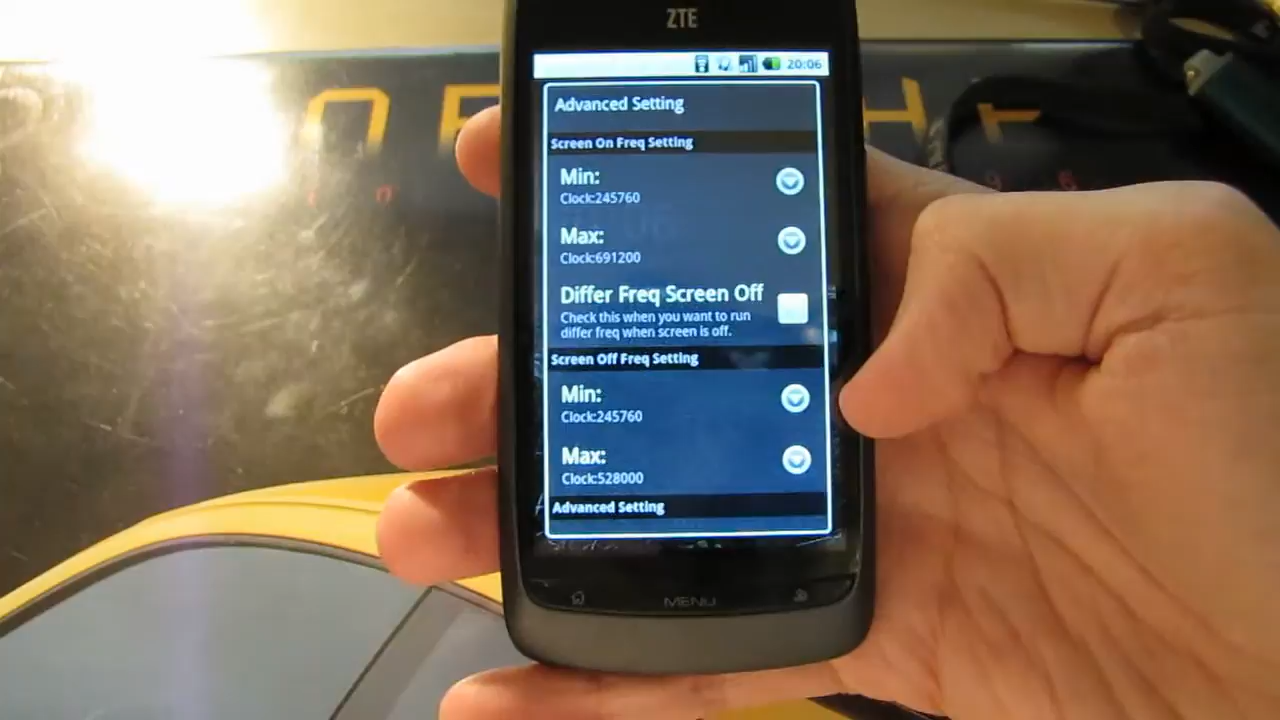 ZTE
20:06
Advanced Setting
Screen On Freq Setting
Min:
Clock:245760
Max:
Clock:691200
Differ Freq Screen Off
Check this when you want to run
differ freq when screen is off.
Screen Off Freq Setting
Min:
Clock:245760
Max:
Clock:528000
Advanced Setting
MENU